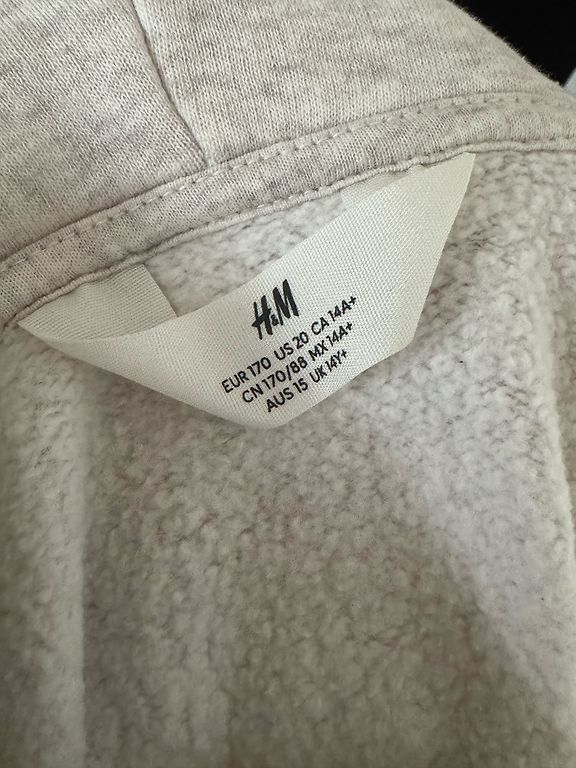 H&M
EUR 170 US 20 CA 14A+
CN 170/88 MX 14A+
AUS 15 UK 14Y+